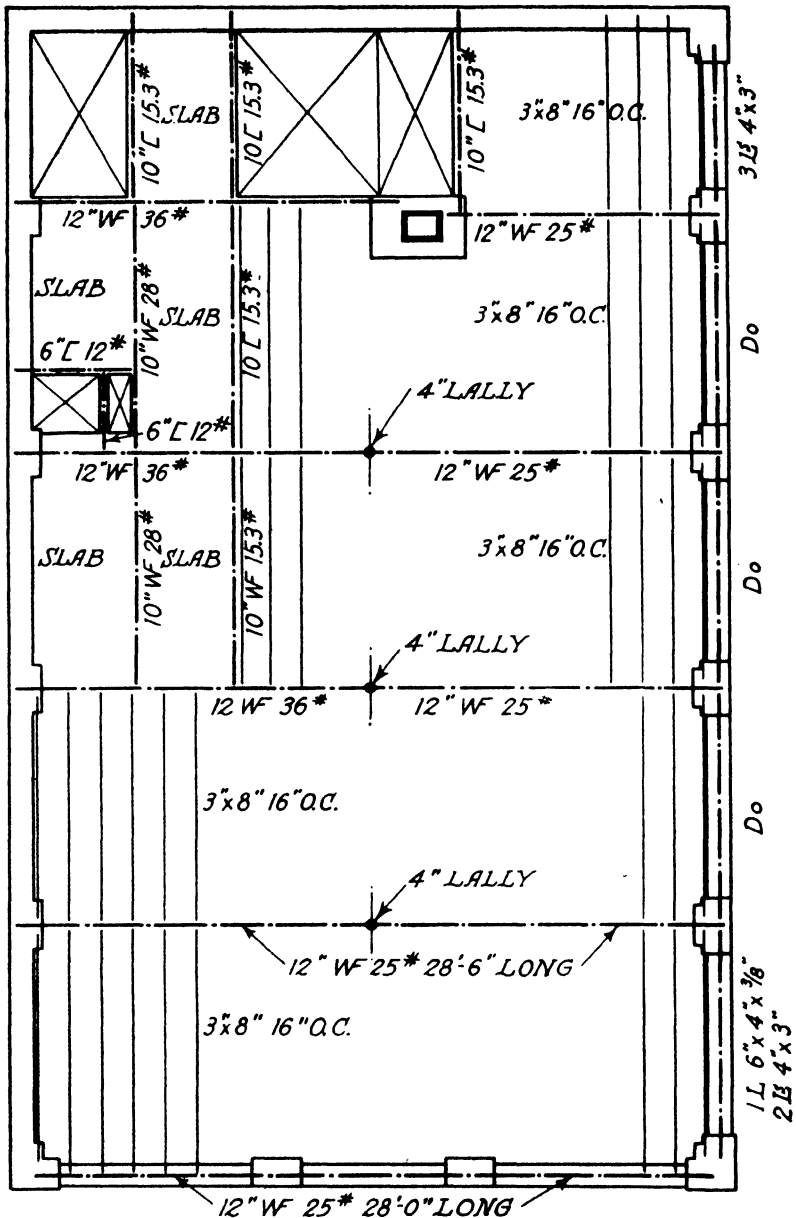 10"[ 15.3#
SLAB
10[ 15.3#
10"[ 15.3#
3"x8" 16"O.C.
3 Ls 4"x3"
12"WF 36#
12"WF 25#
SLAB
10"WF 28#
SLAB
10[ 15.3#
3"x8" 16"O.C.
Do
6"[ 12#
4"LALLY
6"[ 12#
12"WF 36#
12"WF 25#
SLAB
10"WF 28#
SLAB
10"WF 15.3#
3"x8" 16"O.C.
Do
4"LALLY
12 WF 36#
12"WF 25#
3"x8" 16"O.C.
Do
4"LALLY
12"WF 25# 28'-6" LONG
3"x8" 16"O.C.
1 L 6"x4"x3/8"
2 Ls 4"x3"
12"WF 25# 28'-0" LONG